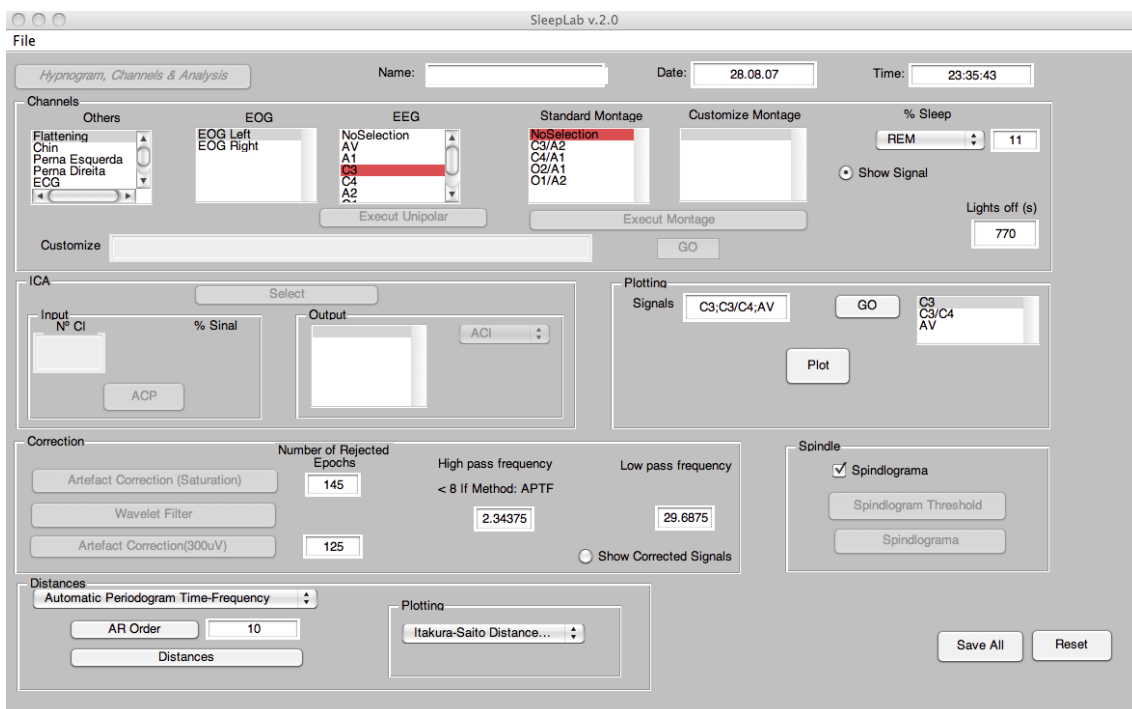 SleepLab v.2.0
File
Hypnogram, Channels & Analysis
Name:
Date:
28.08.07
Time:
23:35:43
Channels
Others
Flattening
Chin
Perna Esquerda
Perna Direita
ECG
EOG
EOG Left
EOG Right
EEG
NoSelection
AV
A1
C3
C4
A2
Execut Unipolar
Standard Montage
NoSelection
C3/A2
C4/A1
O2/A1
O1/A2
Customize Montage
Execut Montage
% Sleep
REM
11
Show Signal
Lights off (s)
770
Customize
GO
ICA
Select
Input
Nº CI
% Sinal
ACP
Output
ACI
Plotting
Signals
C3;C3/C4;AV
GO
C3
C3/C4
AV
Plot
Correction
Number of Rejected
Epochs
High pass frequency
Low pass frequency
Artefact Correction (Saturation)
145
< 8 If Method: APTF
Wavelet Filter
2.34375
29.6875
Artefact Correction(300uV)
125
Show Corrected Signals
Spindle
Spindlograma
Spindlogram Threshold
Spindlograma
Distances
Automatic Periodogram Time-Frequency
AR Order
10
Distances
Plotting
Itakura-Saito Distance...
Save All
Reset